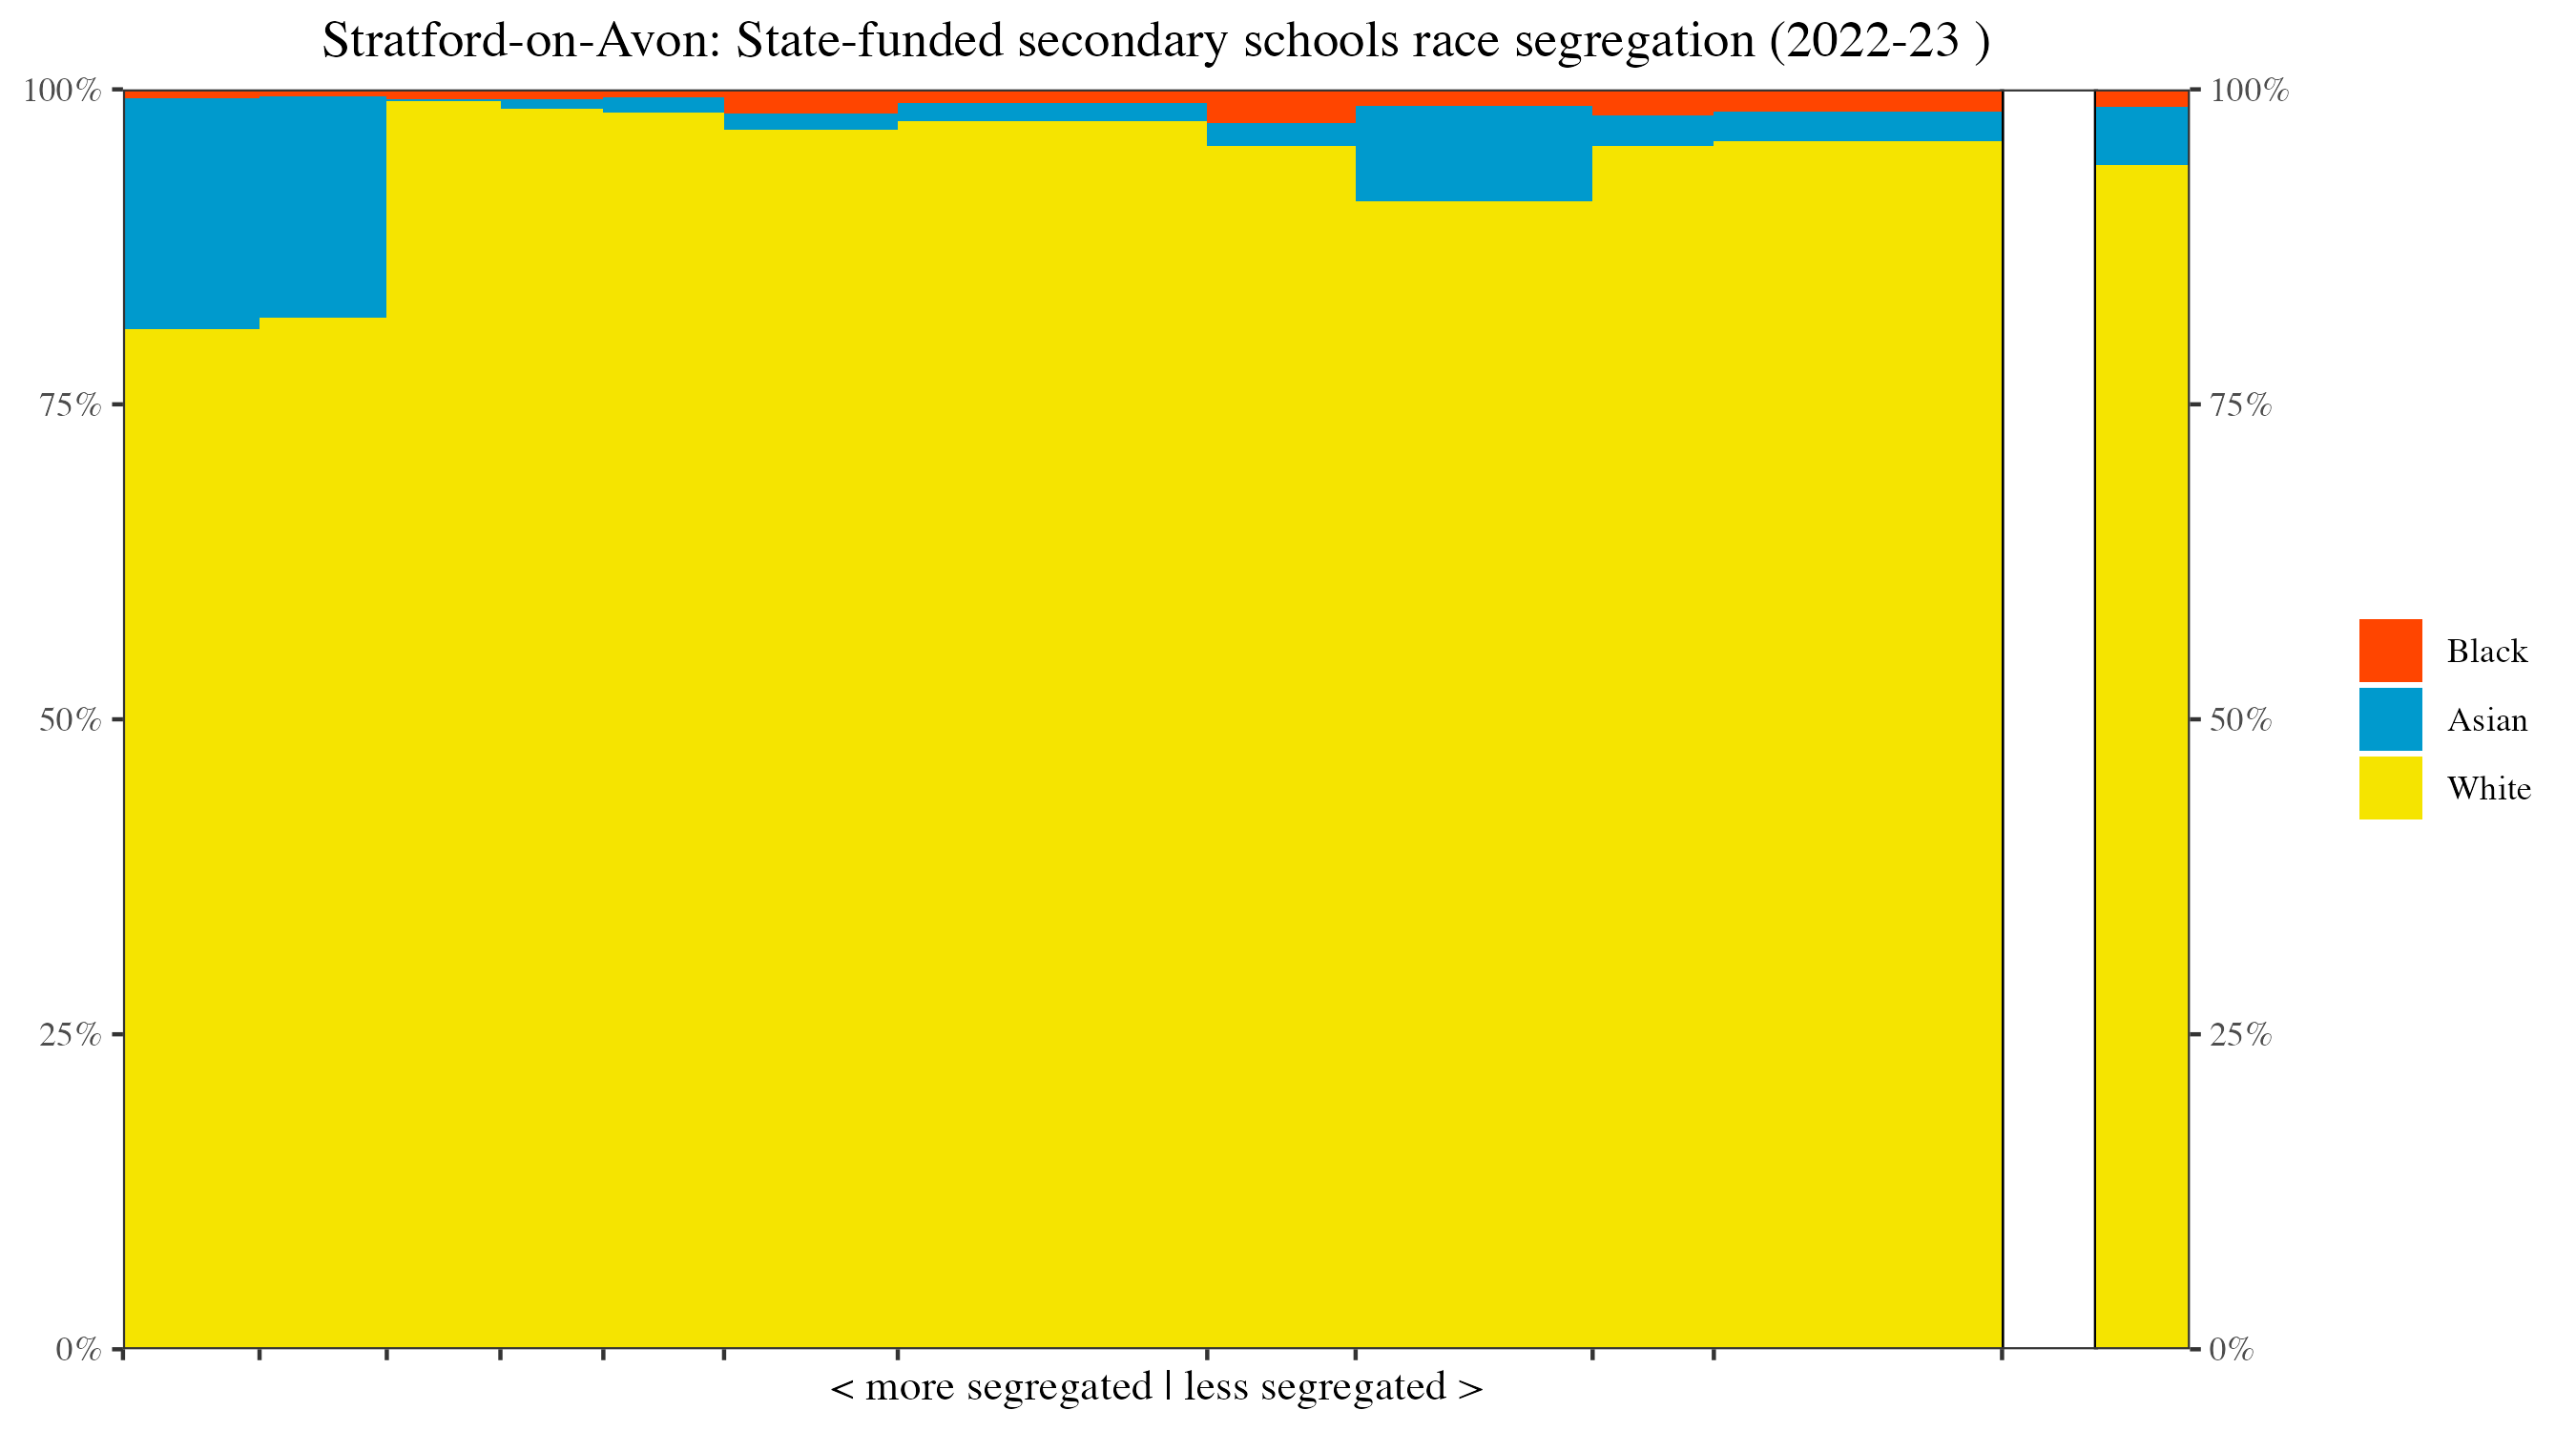 Stratford-on-Avon: State-funded secondary schools race segregation (2022-23 )
100%
75%
50%
25%
0%
100%
75%
50%
25%
0%
Black
Asian
White
< more segregated | less segregated >